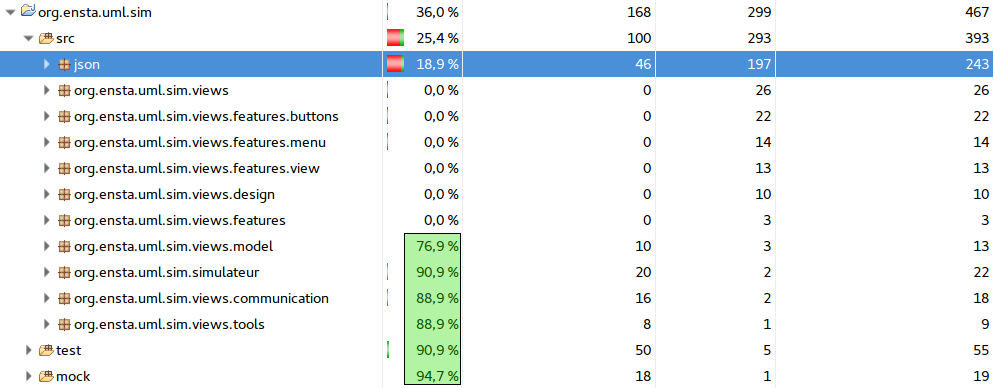 org.ensta.uml.sim 36,0 % 168 299 467
src 25,4 % 100 293 393
json 18,9 % 46 197 243
org.ensta.uml.sim.views 0,0 % 0 26 26
org.ensta.uml.sim.views.features.buttons 0,0 % 0 22 22
org.ensta.uml.sim.views.features.menu 0,0 % 0 14 14
org.ensta.uml.sim.views.features.view 0,0 % 0 13 13
org.ensta.uml.sim.views.design 0,0 % 0 10 10
org.ensta.uml.sim.views.features 0,0 % 0 3 3
org.ensta.uml.sim.views.model 76,9 % 10 3 13
org.ensta.uml.sim.simulateur 90,9 % 20 2 22
org.ensta.uml.sim.views.communication 88,9 % 16 2 18
org.ensta.uml.sim.views.tools 88,9 % 8 1 9
test 90,9 % 50 5 55
mock 94,7 % 18 1 19